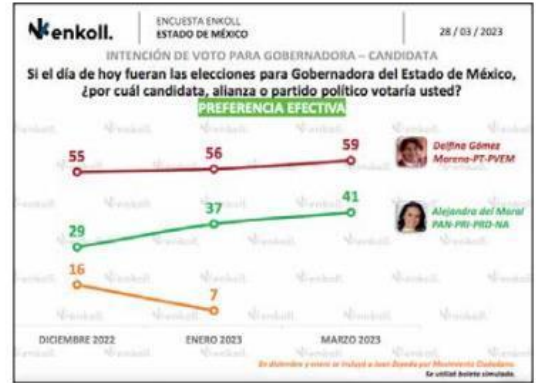 enkoll.
ENCUESTA ENKOLL
ESTADO DE MÉXICO
28 / 03 / 2023
INTENCIÓN DE VOTO PARA GOBERNADORA – CANDIDATA
Si el día de hoy fueran las elecciones para Gobernadora del Estado de México,
¿por cuál candidata, alianza o partido político votaría usted?
PREFERENCIA EFECTIVA
55
56
59
Delfina Gómez
Morena-PT-PVEM
29
37
41
Alejandra del Moral
PAN-PRI-PRD-NA
16
7
DICIEMBRE 2022
ENERO 2023
MARZO 2023
En diciembre y enero se incluyó a Juan Zepeda por Movimiento Ciudadano.
Se utilizó boleta simulada.